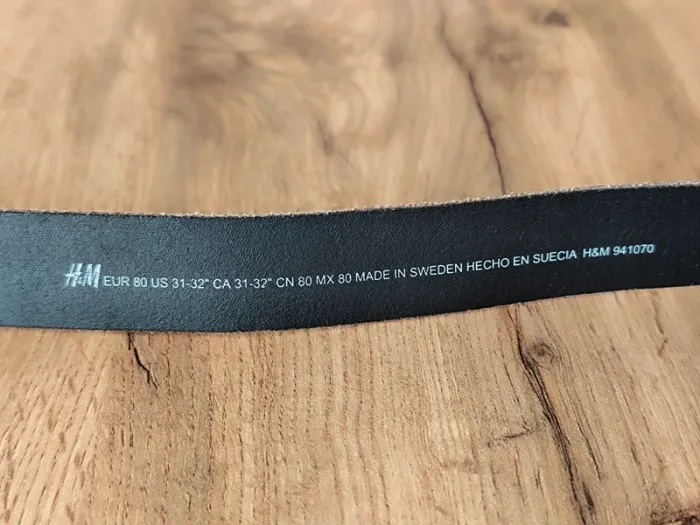 H&M EUR 80 US 31-32" CA 31-32" CN 80 MX 80 MADE IN SWEDEN HECHO EN SUECIA H&M 941070